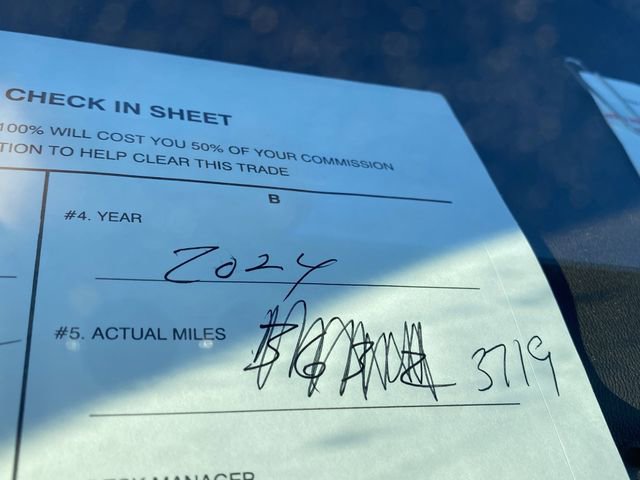 CHECK IN SHEET
100% WILL COST YOU 50% OF YOUR COMMISSION
TION TO HELP CLEAR THIS TRADE
B
#4. YEAR
2024
#5. ACTUAL MILES 3719
MANAGER